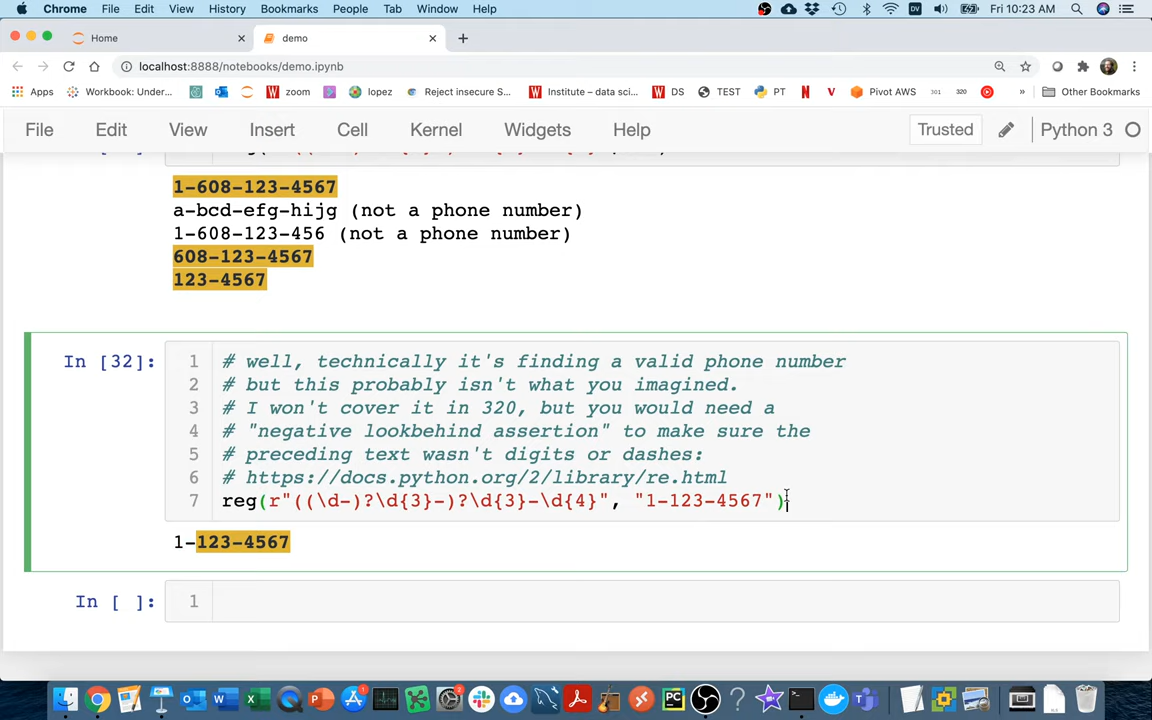 Chrome File Edit View History Bookmarks People Tab Window Help DV Fri 10:23 AM
Home × demo × +
localhost:8888/notebooks/demo.ipynb
Apps Workbook: Under... zoom lopez Reject insecure S... Institute – data sci... DS TEST PT Pivot AWS 301 320 » Other Bookmarks
File Edit View Insert Cell Kernel Widgets Help Trusted Python 3
1-608-123-4567
a-bcd-efg-hijg (not a phone number)
1-608-123-456 (not a phone number)
608-123-4567
123-4567
In [32]: 1 # well, technically it's finding a valid phone number
2 # but this probably isn't what you imagined.
3 # I won't cover it in 320, but you would need a
4 # "negative lookbehind assertion" to make sure the
5 # preceding text wasn't digits or dashes:
6 # https://docs.python.org/2/library/re.html
7 reg(r"((\d-)?\d{3}-)?\d{3}-\d{4}", "1-123-4567")
1-123-4567
In [ ]: 1